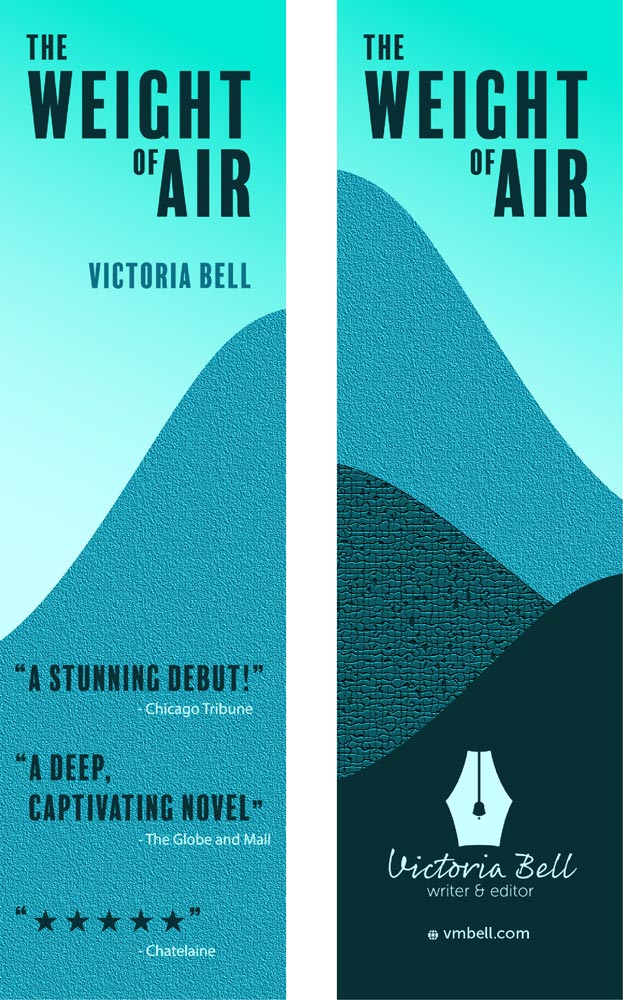 THE
WEIGHT
OF AIR
VICTORIA BELL
“A STUNNING DEBUT!”
- Chicago Tribune
“A DEEP,
CAPTIVATING NOVEL”
- The Globe and Mail
“★★★★★”
- Chatelaine
THE
WEIGHT
OF AIR
Victoria Bell
writer & editor
vmbell.com